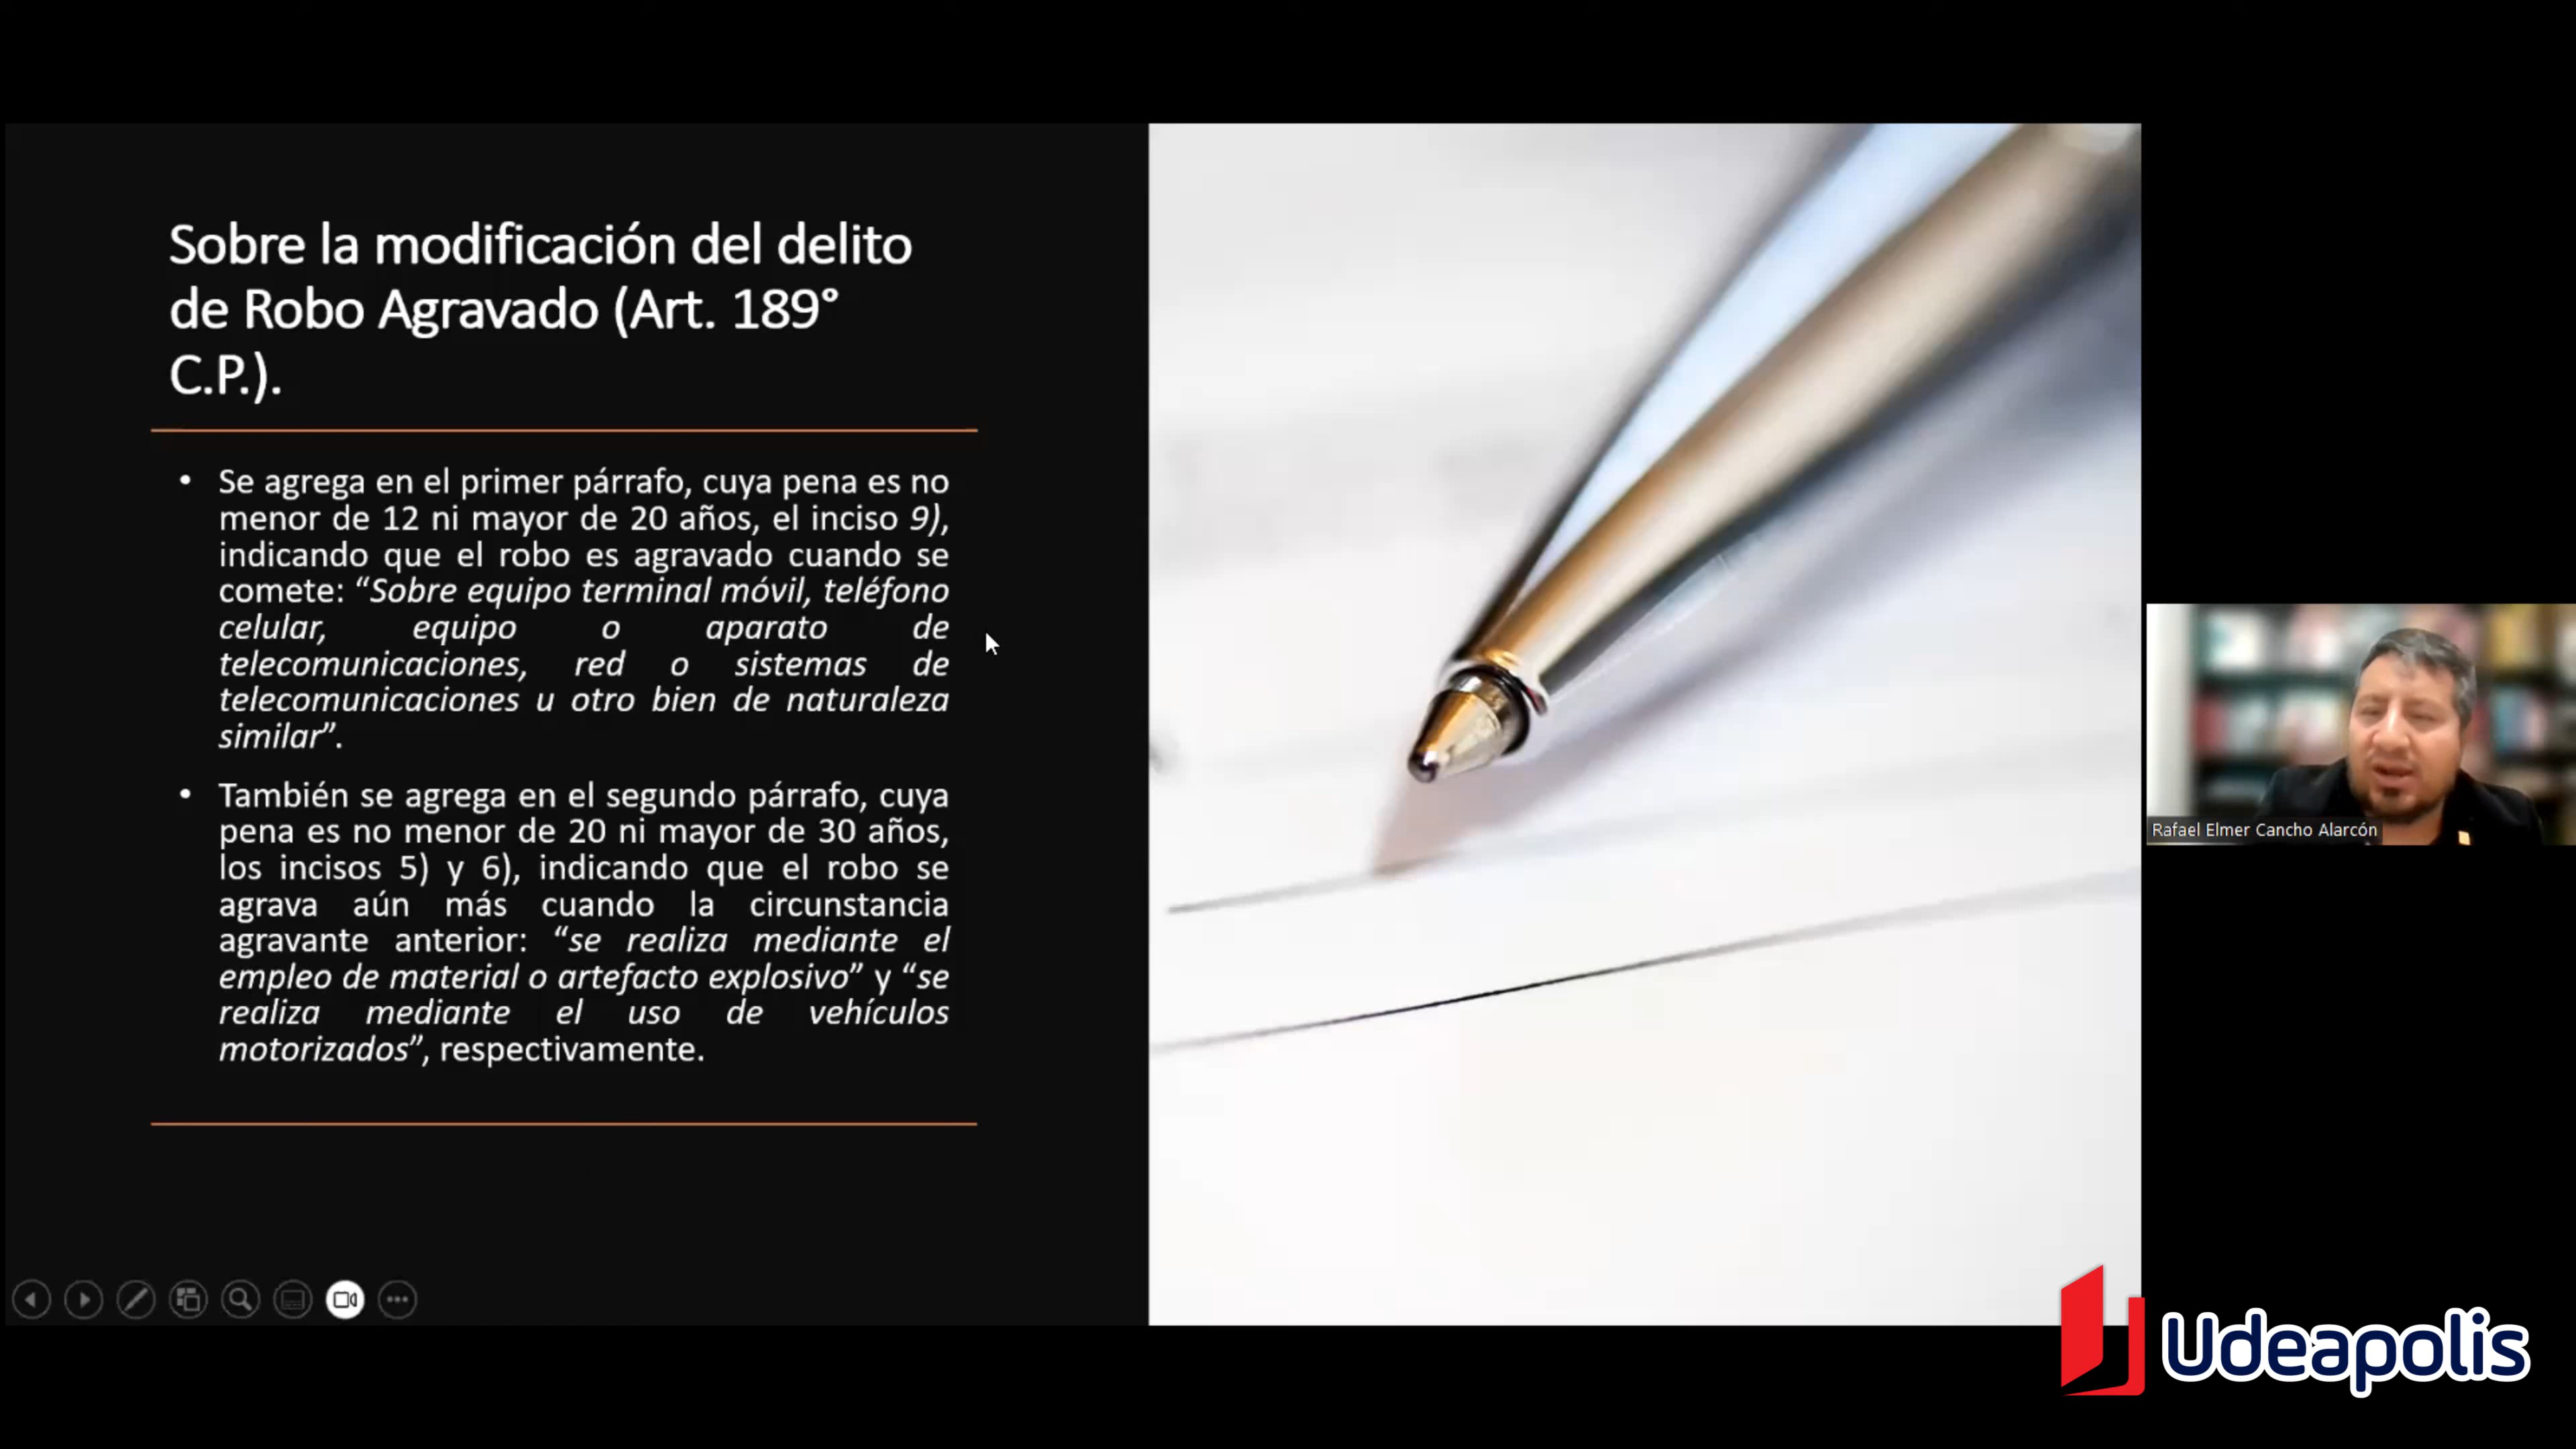 Sobre la modificación del delito
de Robo Agravado (Art. 189°
C.P.).
• Se agrega en el primer párrafo, cuya pena es no
menor de 12 ni mayor de 20 años, el inciso 9),
indicando que el robo es agravado cuando se
comete: “Sobre equipo terminal móvil, teléfono
celular, equipo o aparato de
telecomunicaciones, red o sistemas de
telecomunicaciones u otro bien de naturaleza
similar”.
• También se agrega en el segundo párrafo, cuya
pena es no menor de 20 ni mayor de 30 años,
los incisos 5) y 6), indicando que el robo se
agrava aún más cuando la circunstancia
agravante anterior: “se realiza mediante el
empleo de material o artefacto explosivo” y “se
realiza mediante el uso de vehículos
motorizados”, respectivamente.
Rafael Elmer Cancho Alarcón
Udeapolis